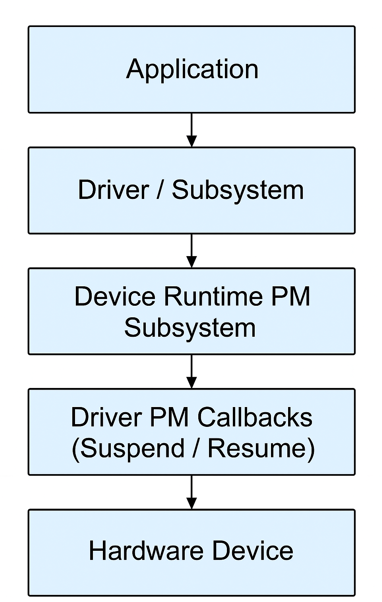 Application
Driver / Subsystem
Device Runtime PM
Subsystem
Driver PM Callbacks
(Suspend / Resume)
Hardware Device